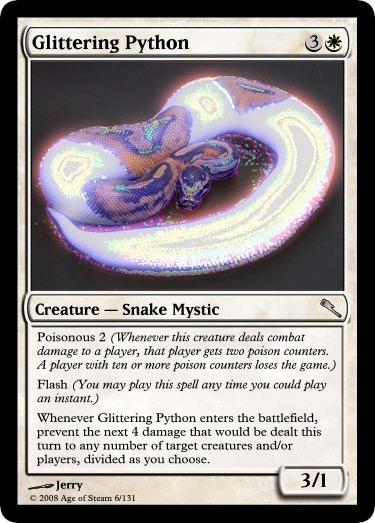 Glittering Python 3
Creature — Snake Mystic
Poisonous 2 (Whenever this creature deals combat
damage to a player, that player gets two poison counters.
A player with ten or more poison counters loses the game.)
Flash (You may play this spell any time you could play
an instant.)
Whenever Glittering Python enters the battlefield,
prevent the next 4 damage that would be dealt this
turn to any number of target creatures and/or
players, divided as you choose.
3/1
Jerry
© 2008 Age of Steam 6/131